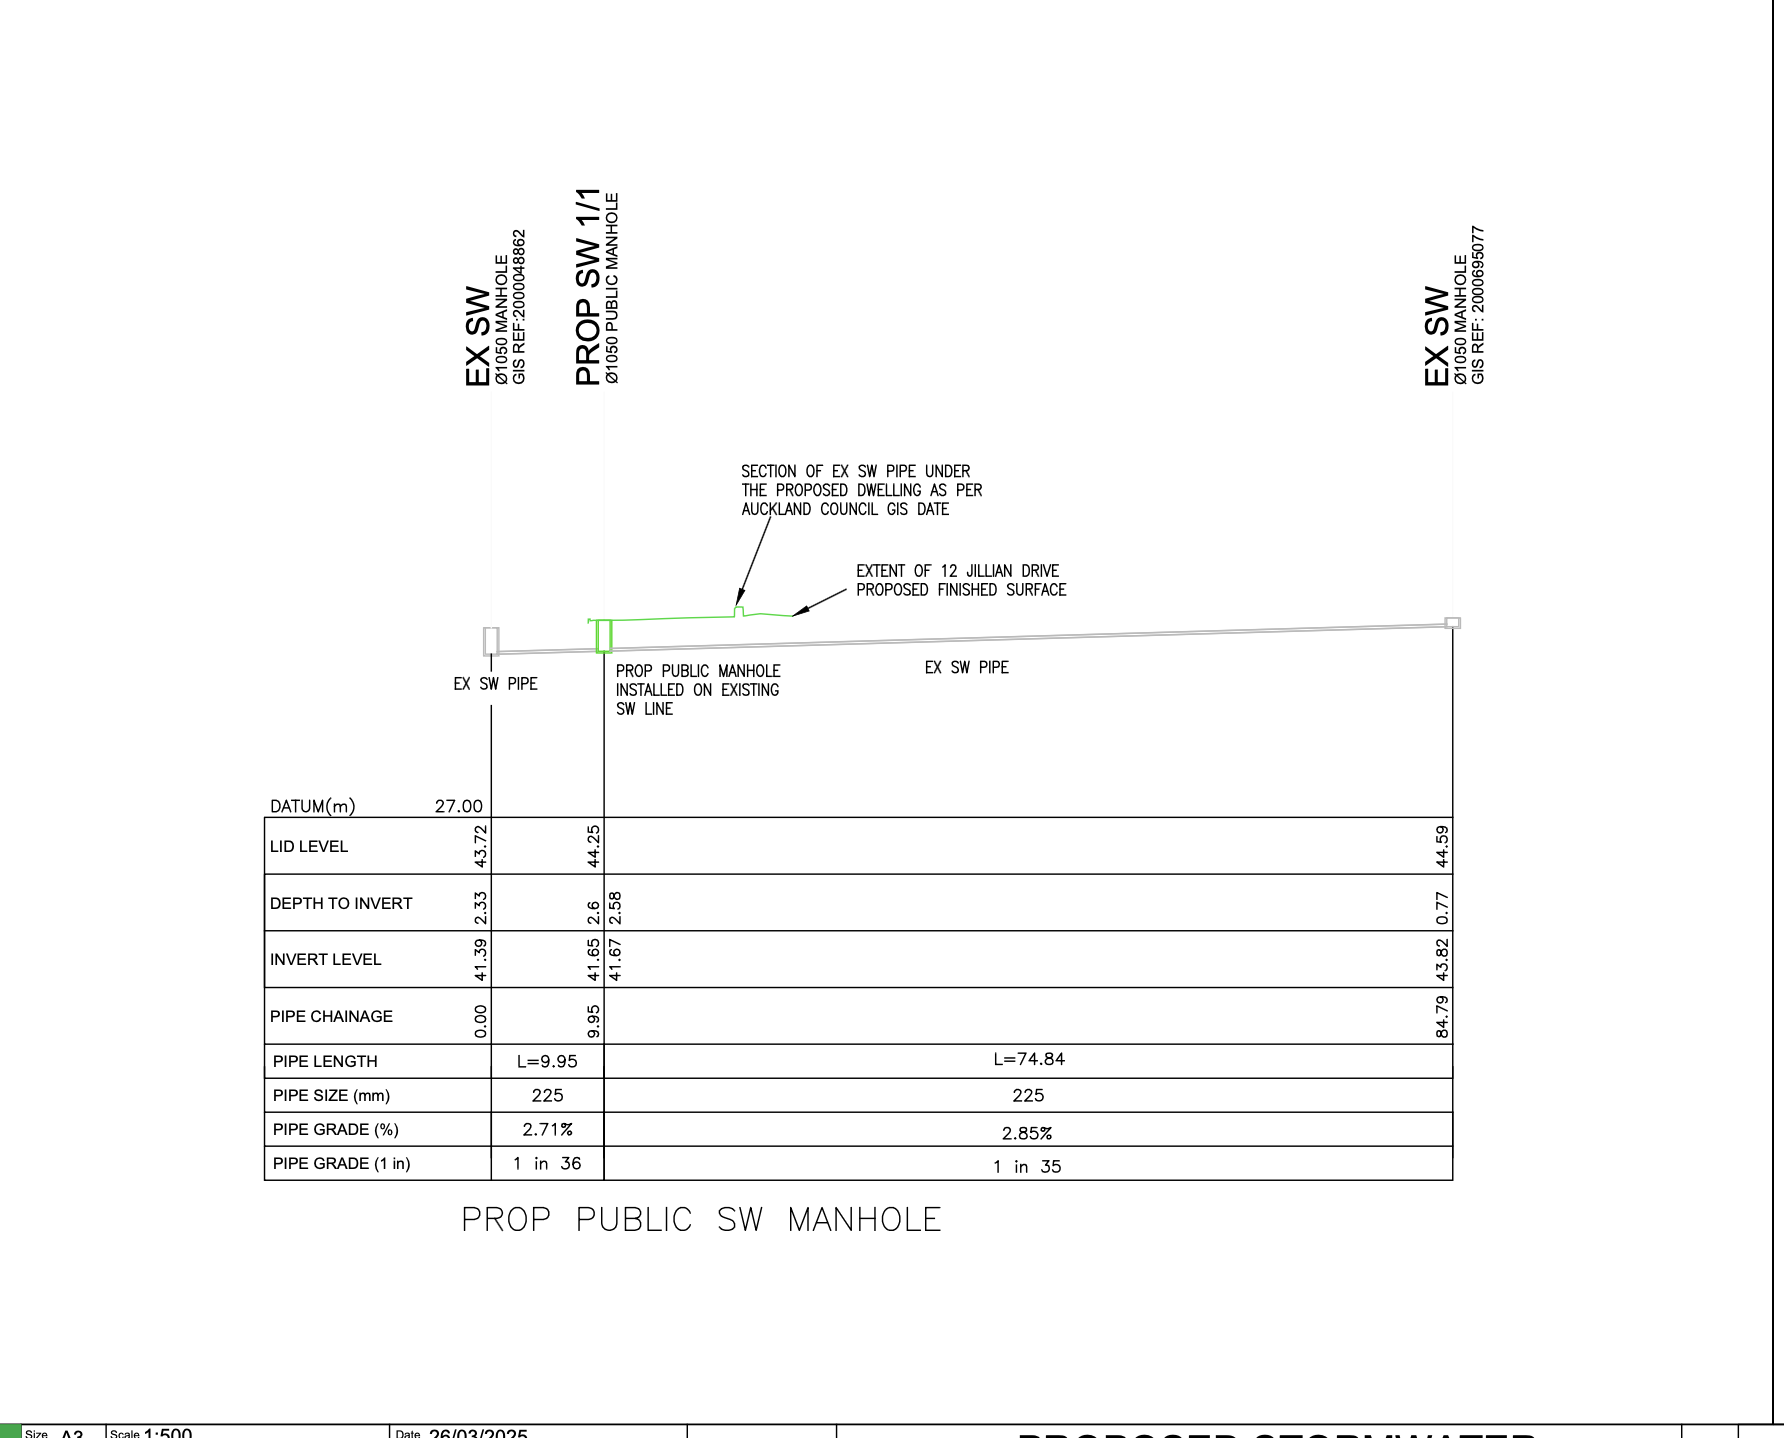 EX SW
Ø1050 MANHOLE
GIS REF:2000048862
PROP SW 1/1
Ø1050 PUBLIC MANHOLE
EX SW
Ø1050 MANHOLE
GIS REF: 2000695077
SECTION OF EX SW PIPE UNDER
THE PROPOSED DWELLING AS PER
AUCKLAND COUNCIL GIS DATE
EXTENT OF 12 JILLIAN DRIVE
PROPOSED FINISHED SURFACE
EX SW PIPE
PROP PUBLIC MANHOLE
INSTALLED ON EXISTING
SW LINE
EX SW PIPE
DATUM(m) 27.00
LID LEVEL 43.72 44.25 44.59
DEPTH TO INVERT 2.33 2.6 2.58 0.77
INVERT LEVEL 41.39 41.65 41.67 43.82
PIPE CHAINAGE 0.00 9.95 84.79
PIPE LENGTH L=9.95 L=74.84
PIPE SIZE (mm) 225 225
PIPE GRADE (%) 2.71% 2.85%
PIPE GRADE (1 in) 1 in 36 1 in 35
PROP PUBLIC SW MANHOLE
Size A3 Scale 1:500 Date 26/03/2025 PROPOSED STORMWATER